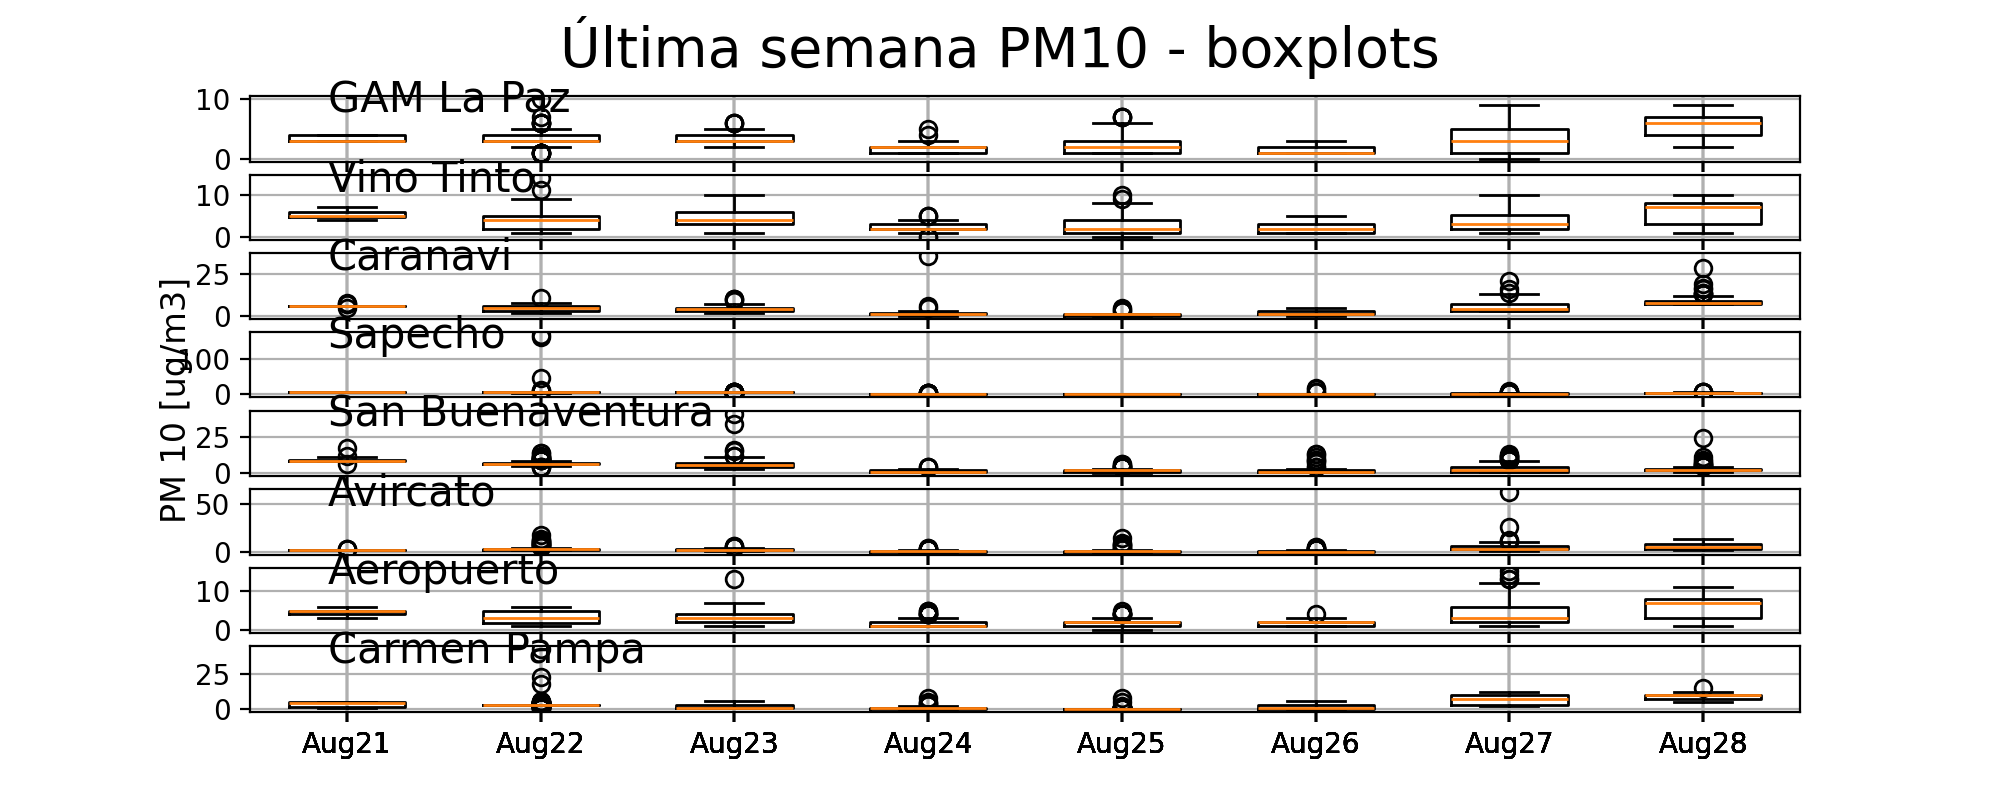 Última semana PM10 - boxplots
PM 10 [ug/m3]
GAM La Paz
10
0
Vino Tinto
10
0
Caranavi
25
0
Sapecho
100
0
San Buenaventura
25
0
Avircato
50
0
Aeropuerto
10
0
Carmen Pampa
25
0
Aug21 Aug22 Aug23 Aug24 Aug25 Aug26 Aug27 Aug28